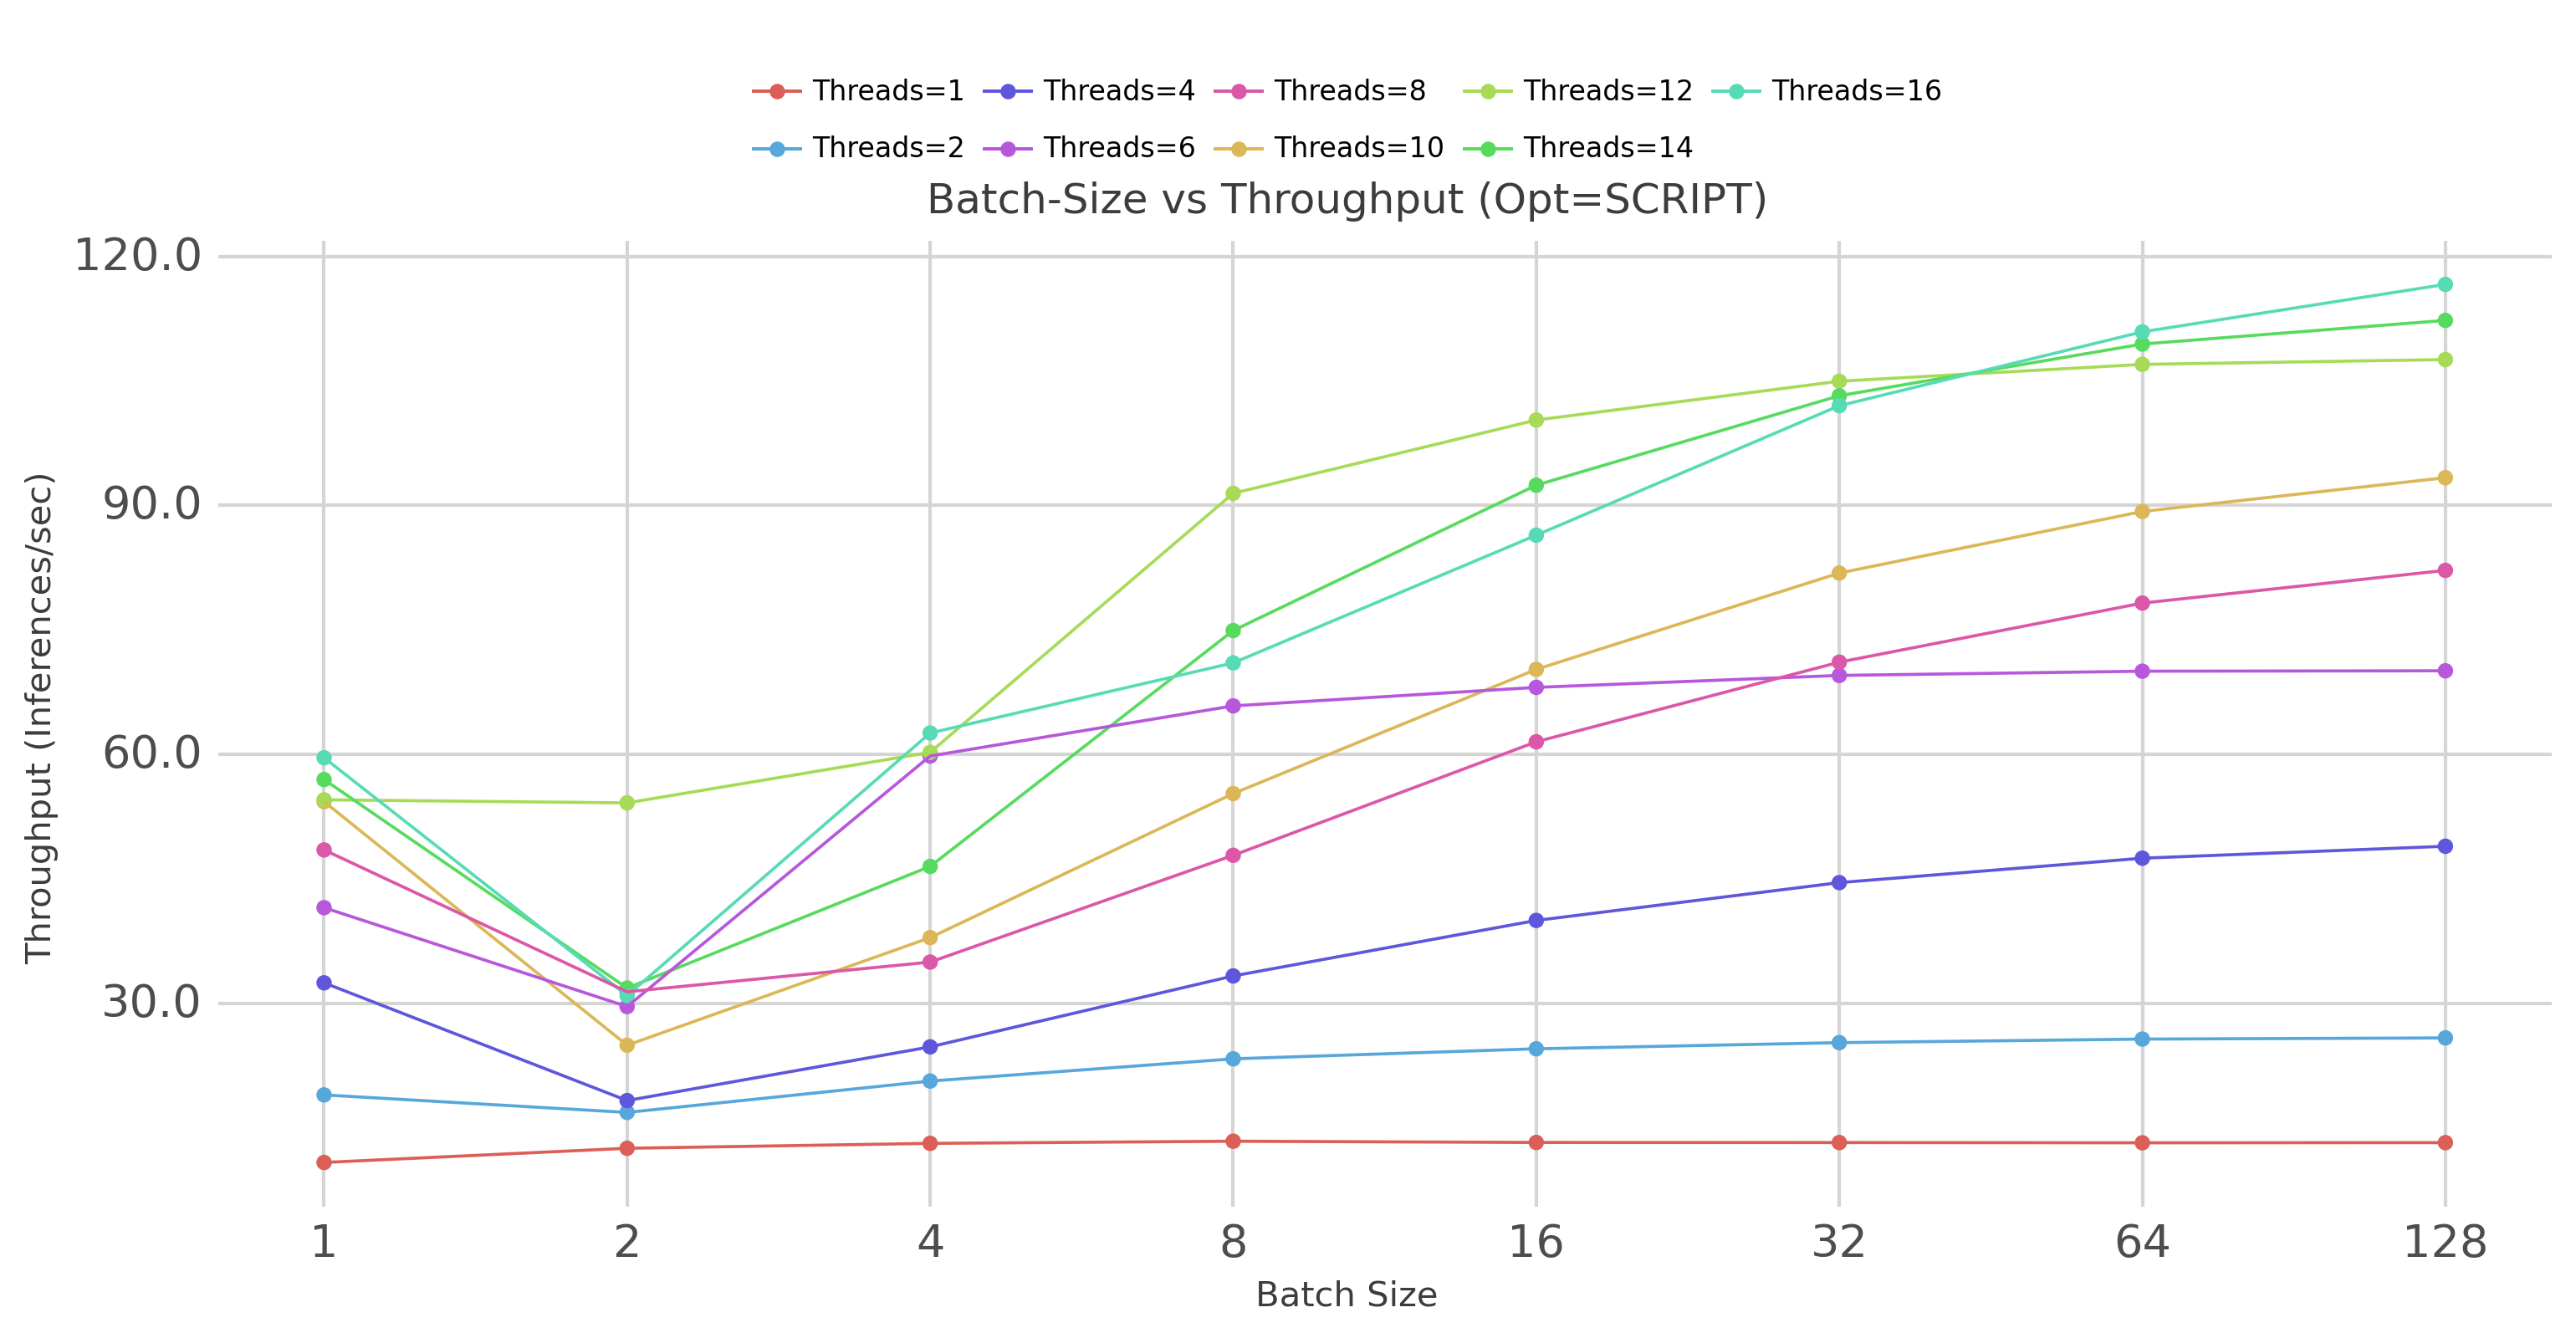 Threads=1 Threads=4 Threads=8 Threads=12 Threads=16
Threads=2 Threads=6 Threads=10 Threads=14
Batch-Size vs Throughput (Opt=SCRIPT)
120.0
90.0
60.0
30.0
Throughput (Inferences/sec)
1 2 4 8 16 32 64 128
Batch Size